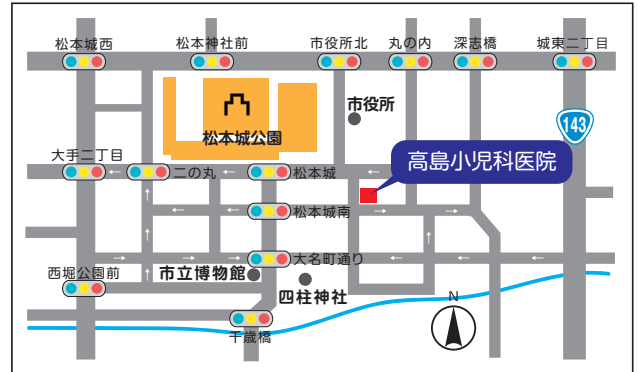 松本城西
松本神社前
市役所北
丸の内
深志橋
城東二丁目
市役所
143
松本城公園
大手二丁目
二の丸
松本城
高島小児科医院
松本城南
大名町通り
市立博物館
西堀公園前
四柱神社
N
千歳橋